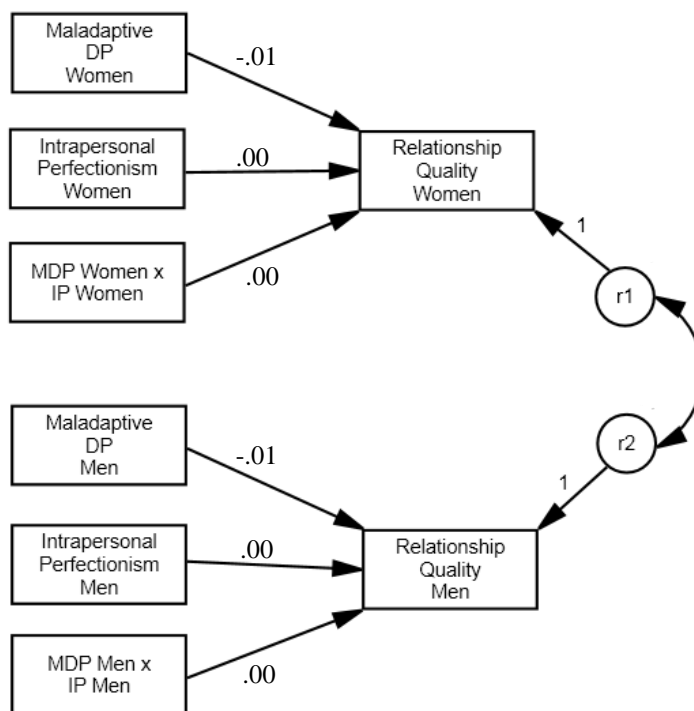 Maladaptive
DP
Women
-.01
Intrapersonal
Perfectionism
Women
.00
Relationship
Quality
Women
MDP Women x
IP Women
.00
1
r1
Maladaptive
DP
Men
-.01
r2
1
Intrapersonal
Perfectionism
Men
.00
Relationship
Quality
Men
MDP Men x
IP Men
.00